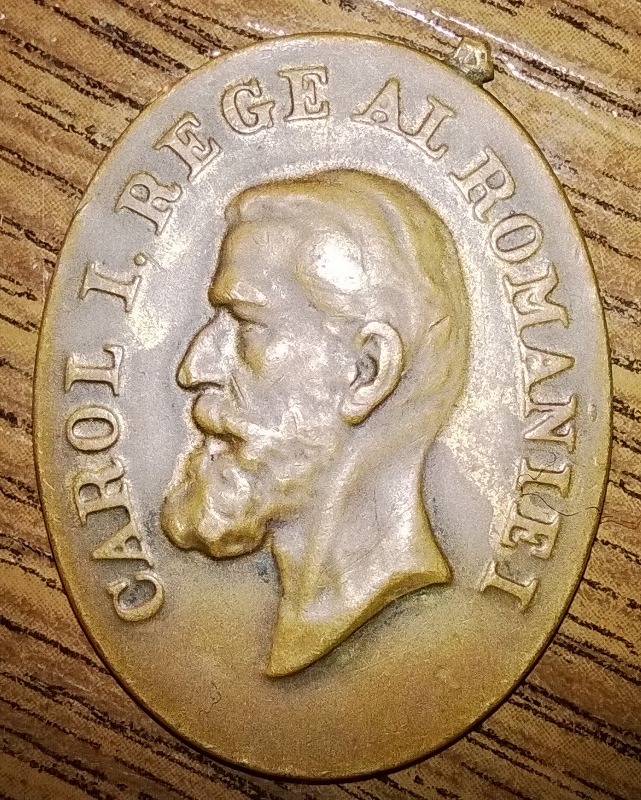 CAROL I, REGE AL ROMANIEI